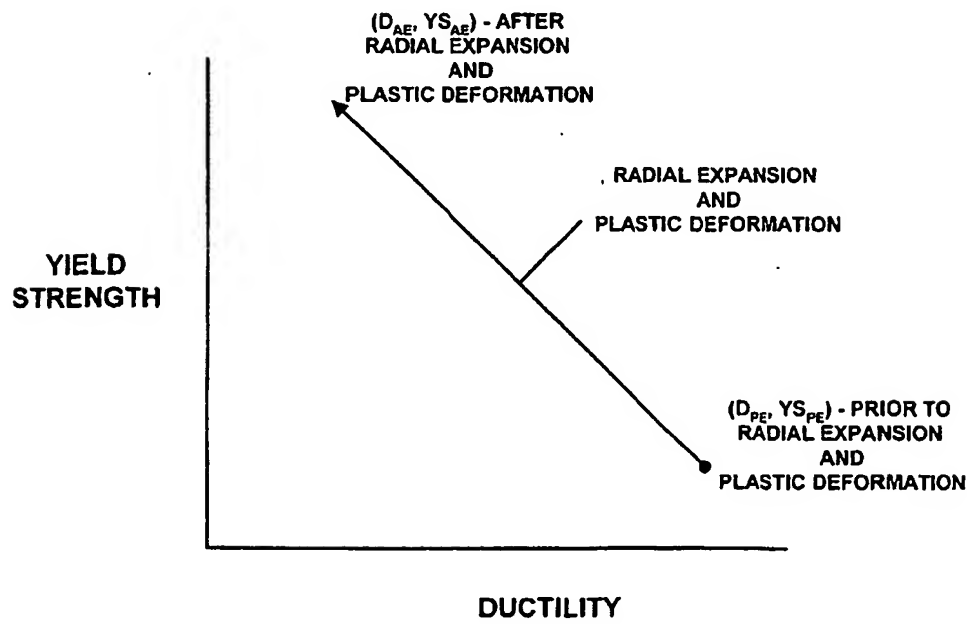 (D_AE, YS_AE) - AFTER
RADIAL EXPANSION
AND
PLASTIC DEFORMATION
RADIAL EXPANSION
AND
PLASTIC DEFORMATION
YIELD
STRENGTH
(D_PE, YS_PE) - PRIOR TO
RADIAL EXPANSION
AND
PLASTIC DEFORMATION
DUCTILITY